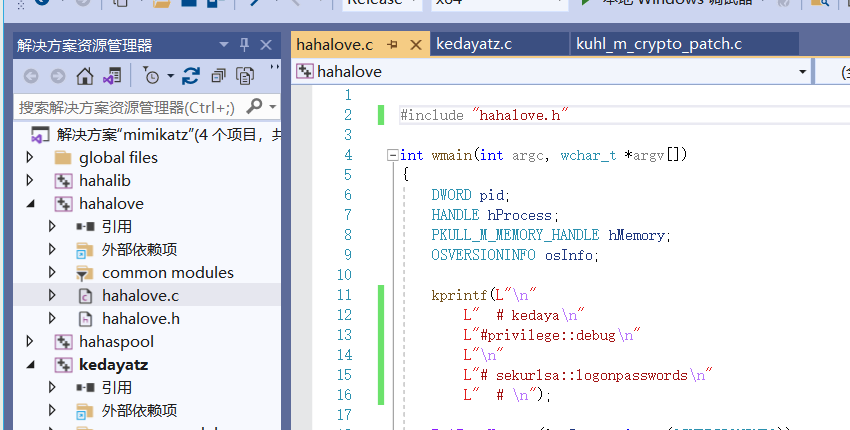 Release
x64
本地 Windows 调试器
解决方案资源管理器
搜索解决方案资源管理器(Ctrl+;)
解决方案"mimikatz"(4 个项目，共
global files
hahalib
hahalove
引用
外部依赖项
common modules
hahalove.c
hahalove.h
hahaspool
kedayatz
引用
外部依赖项
hahalove.c
kedayatz.c
kuhl_m_crypto_patch.c
hahalove
1
2 #include "hahalove.h"
3
4 int wmain(int argc, wchar_t *argv[])
5 {
6 DWORD pid;
7 HANDLE hProcess;
8 PKULL_M_MEMORY_HANDLE hMemory;
9 OSVERSIONINFO osInfo;
10
11 kprintf(L"\n"
12 L"  # kedaya\n"
13 L"#privilege::debug\n"
14 L"\n"
15 L"# sekurlsa::logonpasswords\n"
16 L"  # \n");
17